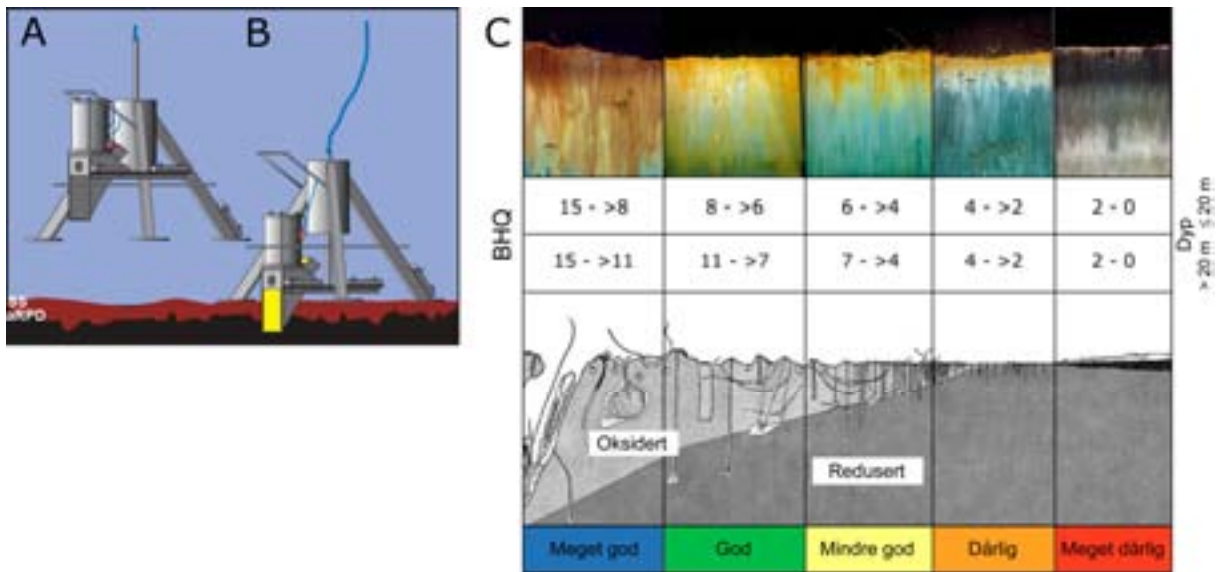 A
B
C
SS
aRPD
BHQ
15 - >8
8 - >6
6 - >4
4 - >2
2 - 0
15 - >11
11 - >7
7 - >4
4 - >2
2 - 0
Dyp
> 20 m ≤ 20 m
Oksidert
Redusert
Meget god
God
Mindre god
Dårlig
Meget dårlig